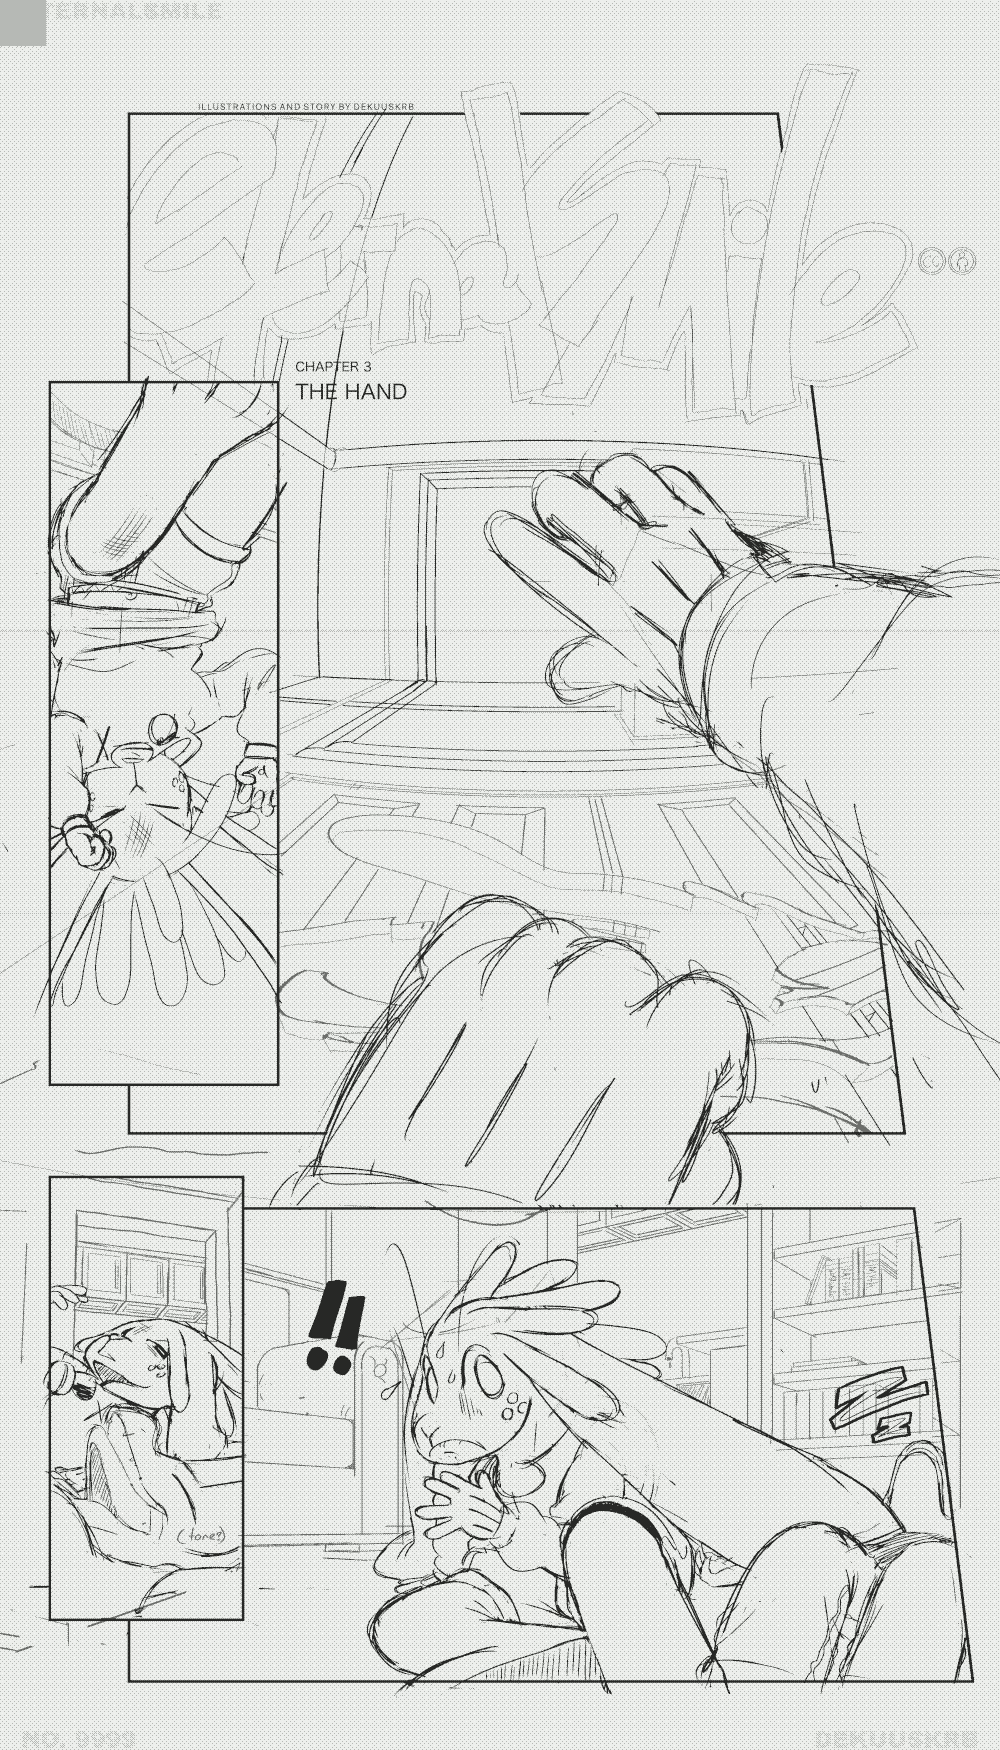 TERNALSMILE
ILLUSTRATIONS AND STORY BY DEKUUSKRB
CHAPTER 3
THE HAND
!!
(tone?)
NO. 9999
DEKUUSKRB